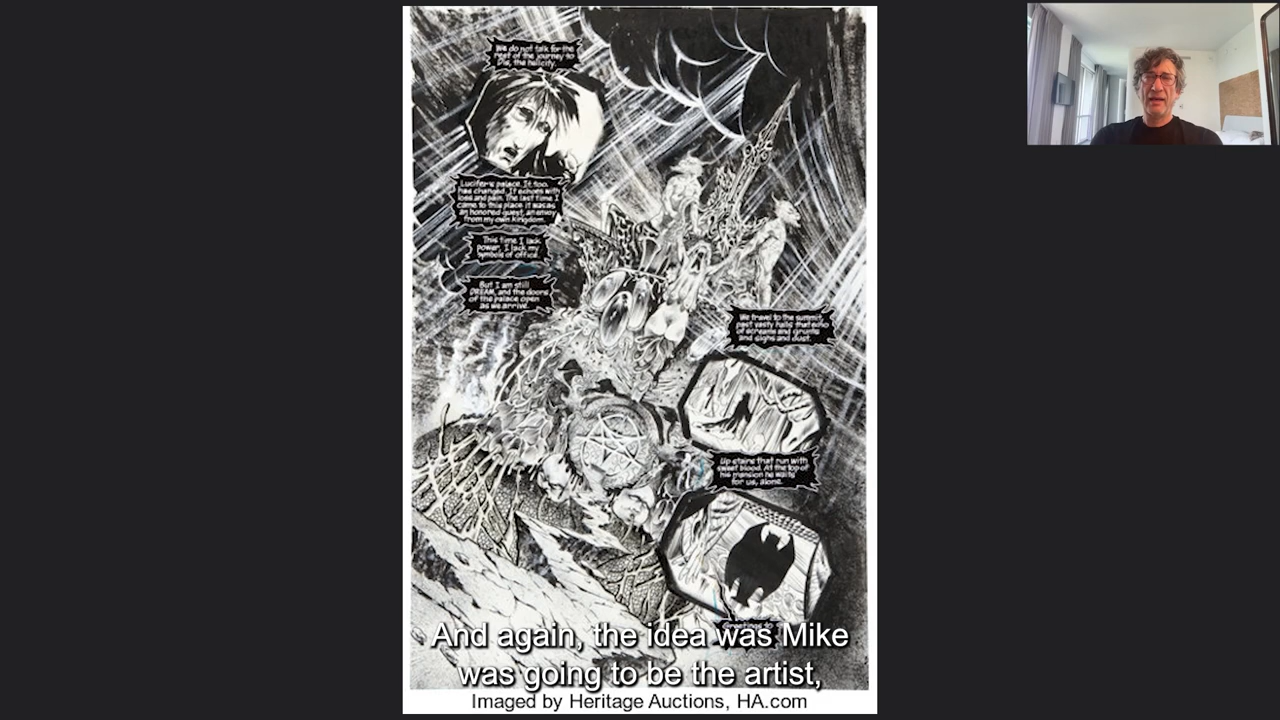 We do not talk for the
rest of the journey to
Dis, the hell city.
Lucifer's palace. It too
has changed. It echoes with
loss and pain. The last time I
came to this place it was as
an honored guest, an envoy
from my own kingdom.
This time I lack
power, I lack my
symbols of office.
But I am still
DREAM, and the doors
of the palace open
as we arrive.
We travel to the summit,
past vasty halls that echo
of screams and grunts
and sighs and dust.
Up stairs that run with
sweet blood. At the top of
his mansion he waits
for us, alone.
Greetings to
And again, the idea was Mike
was going to be the artist,
Imaged by Heritage Auctions, HA.com